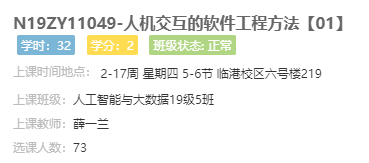 N19ZY11049-人机交互的软件工程方法【01】
学时：32 学分：2 班级状态: 正常
上课时间地点： 2-17周 星期四 5-6节 临港校区六号楼219
上课班级： 人工智能与大数据19级5班
上课教师： 薛一兰
选课人数： 73